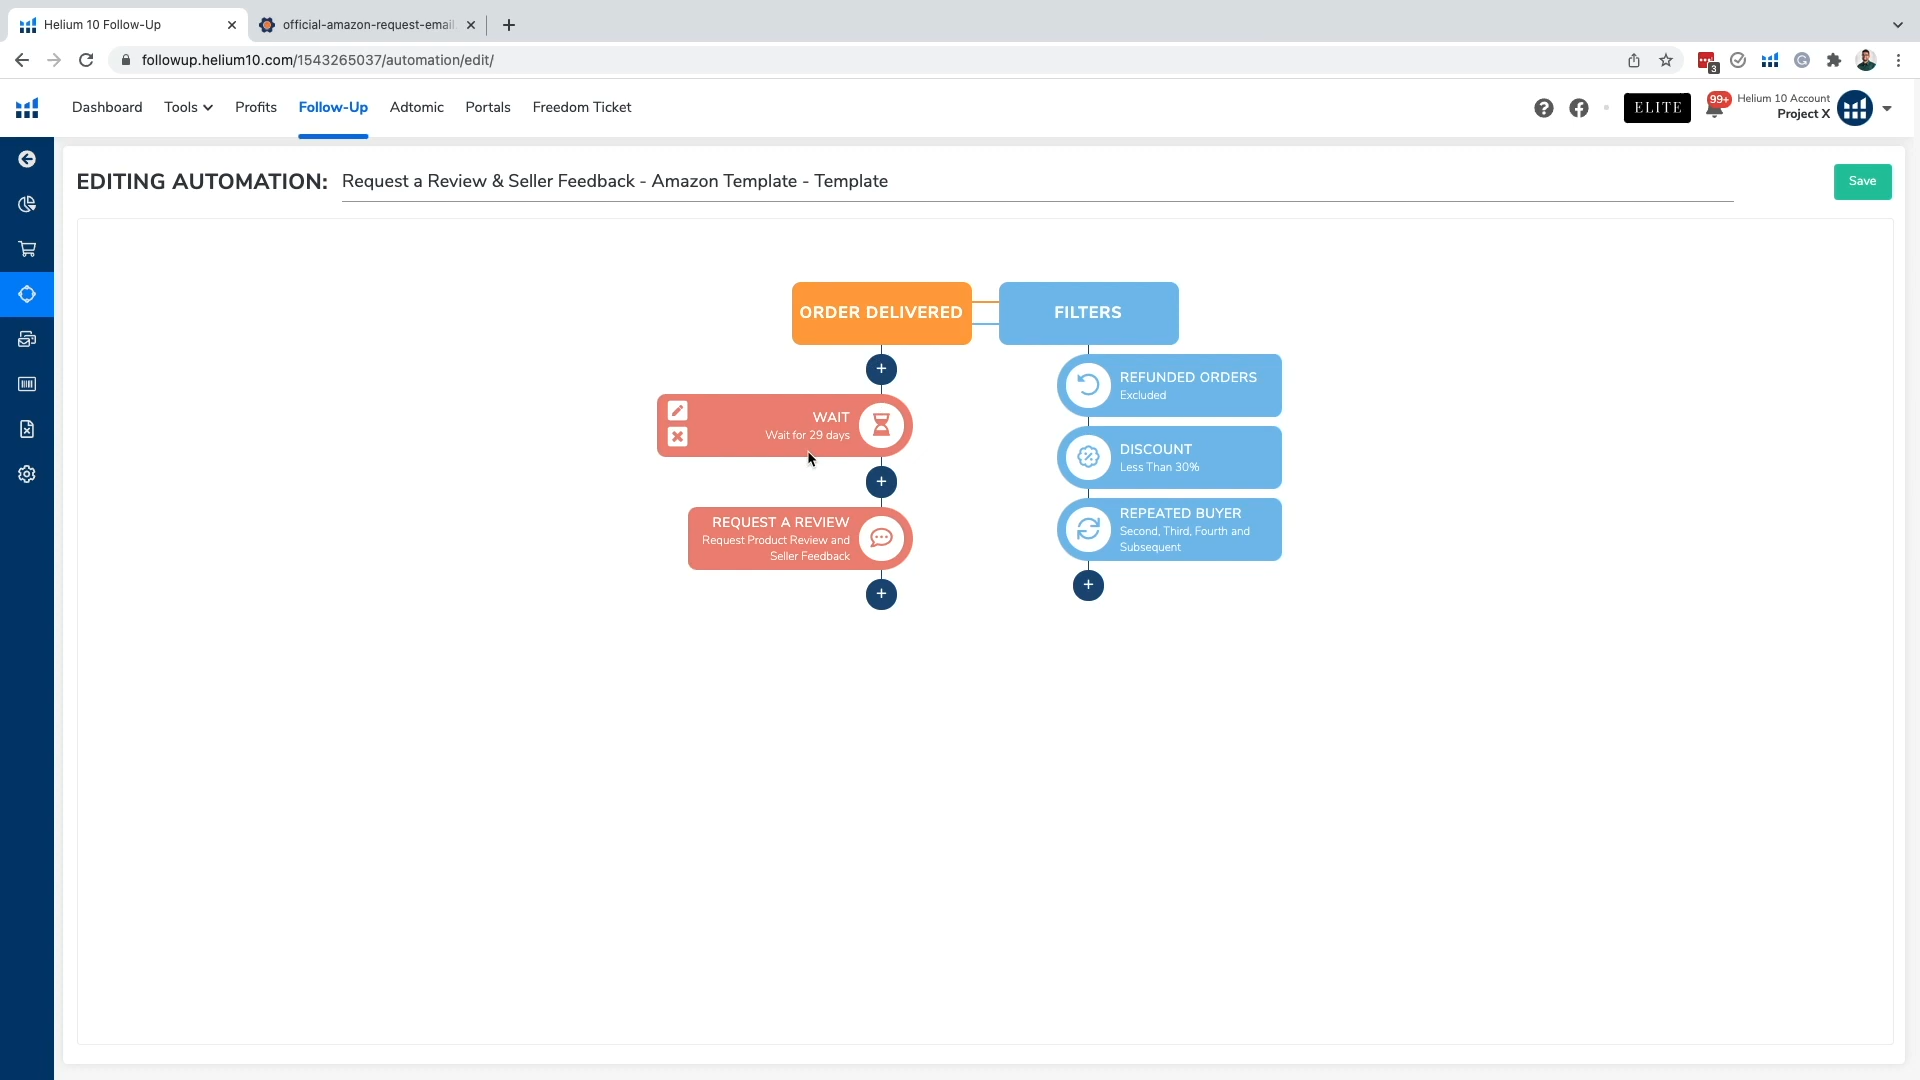 Helium 10 Follow-Up
official-amazon-request-email
followup.helium10.com/1543265037/automation/edit/
3
Dashboard
Tools
Profits
Follow-Up
Adtomic
Portals
Freedom Ticket
ELITE
99+
Helium 10 Account
Project X
EDITING AUTOMATION:
Request a Review & Seller Feedback - Amazon Template - Template
Save
ORDER DELIVERED
FILTERS
WAIT
Wait for 29 days
REQUEST A REVIEW
Request Product Review and
Seller Feedback
REFUNDED ORDERS
Excluded
DISCOUNT
Less Than 30%
REPEATED BUYER
Second, Third, Fourth and
Subsequent